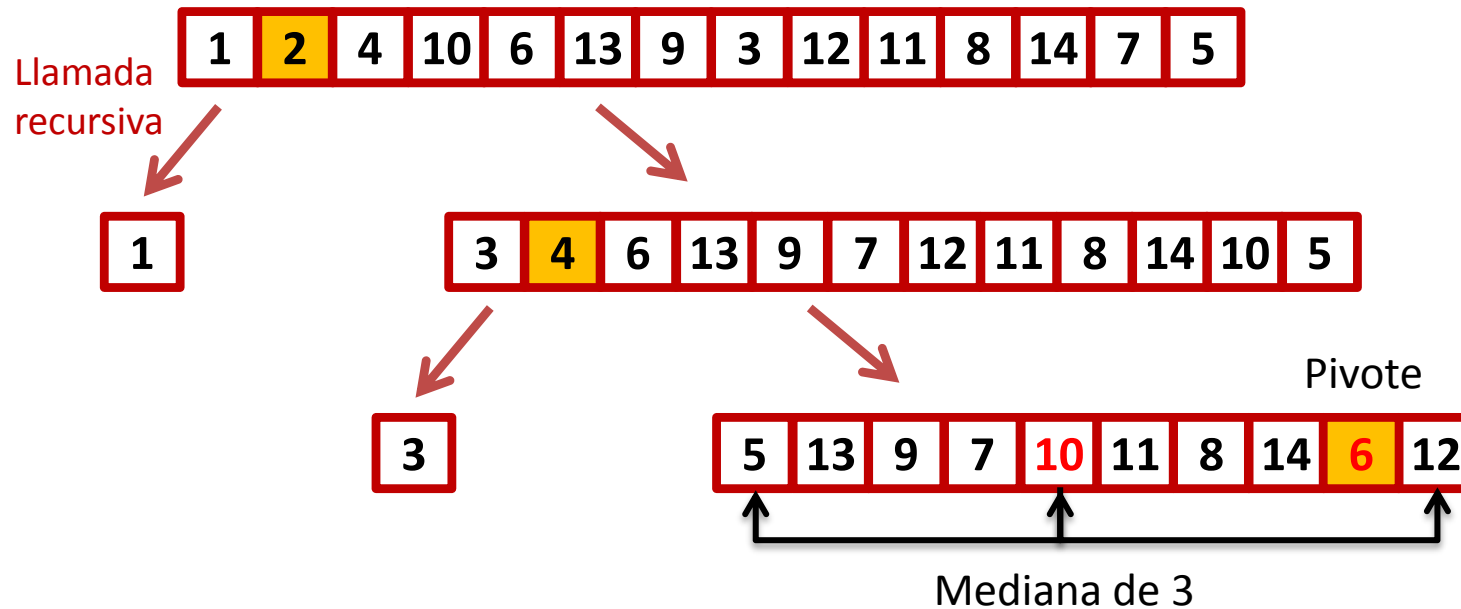 1 2 4 10 6 13 9 3 12 11 8 14 7 5
Llamada
recursiva
1
3 4 6 13 9 7 12 11 8 14 10 5
Pivote
3
5 13 9 7 10 11 8 14 6 12
Mediana de 3